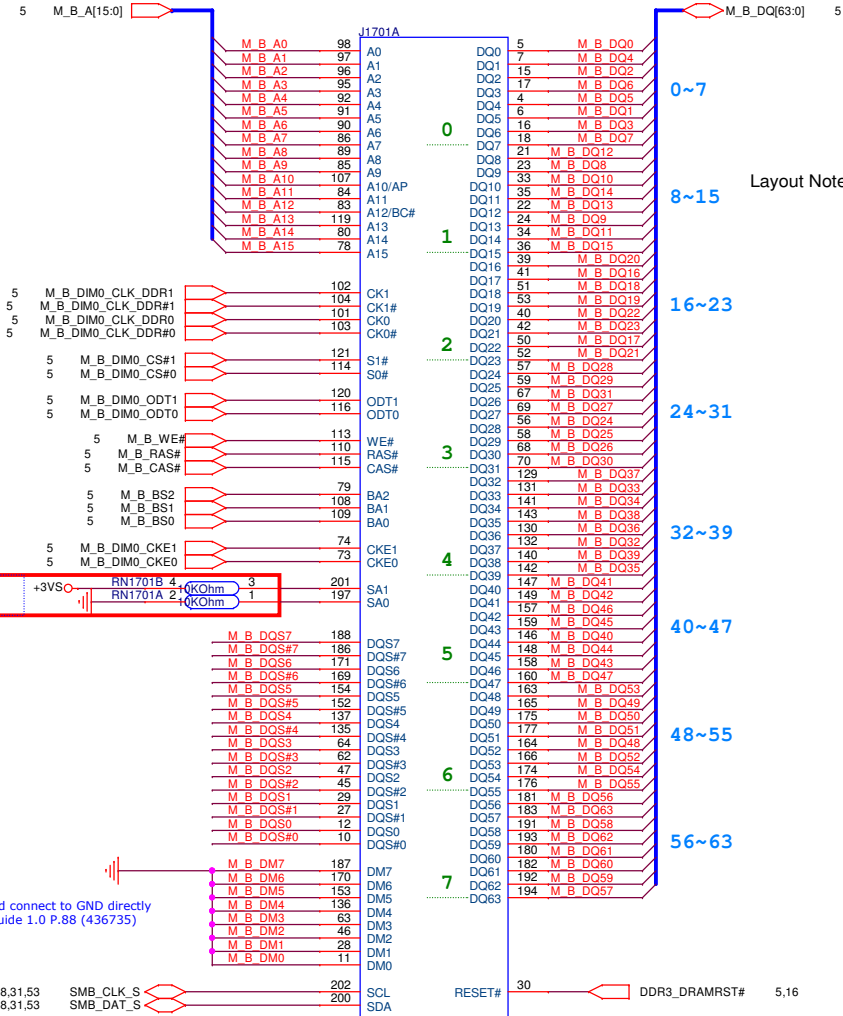 5 M_B_A[15:0]
M_B_DQ[63:0] 5
J1701A
M_B_A0 98 A0
M_B_A1 97 A1
M_B_A2 96 A2
M_B_A3 95 A3
M_B_A4 92 A4
M_B_A5 91 A5
M_B_A6 90 A6
M_B_A7 86 A7
M_B_A8 89 A8
M_B_A9 85 A9
M_B_A10 107 A10/AP
M_B_A11 84 A11
M_B_A12 83 A12/BC#
M_B_A13 119 A13
M_B_A14 80 A14
M_B_A15 78 A15
5 M_B_DIM0_CLK_DDR1 102 CK1
5 M_B_DIM0_CLK_DDR#1 104 CK1#
5 M_B_DIM0_CLK_DDR0 101 CK0
5 M_B_DIM0_CLK_DDR#0 103 CK0#
5 M_B_DIM0_CS#1 121 S1#
5 M_B_DIM0_CS#0 114 S0#
5 M_B_DIM0_ODT1 120 ODT1
5 M_B_DIM0_ODT0 116 ODT0
5 M_B_WE# 113 WE#
5 M_B_RAS# 110 RAS#
5 M_B_CAS# 115 CAS#
5 M_B_BS2 79 BA2
5 M_B_BS1 108 BA1
5 M_B_BS0 109 BA0
5 M_B_DIM0_CKE1 74 CKE1
5 M_B_DIM0_CKE0 73 CKE0
+3VS RN1701B 4 10KOhm 3 201 SA1
RN1701A 2 10KOhm 1 197 SA0
M_B_DQS7 188 DQS7
M_B_DQS#7 186 DQS#7
M_B_DQS6 171 DQS6
M_B_DQS#6 169 DQS#6
M_B_DQS5 154 DQS5
M_B_DQS#5 152 DQS#5
M_B_DQS4 137 DQS4
M_B_DQS#4 135 DQS#4
M_B_DQS3 64 DQS3
M_B_DQS#3 62 DQS#3
M_B_DQS2 47 DQS2
M_B_DQS#2 45 DQS#2
M_B_DQS1 29 DQS1
M_B_DQS#1 27 DQS#1
M_B_DQS0 12 DQS0
M_B_DQS#0 10 DQS#0
M_B_DM7 187 DM7
M_B_DM6 170 DM6
M_B_DM5 153 DM5
M_B_DM4 136 DM4
M_B_DM3 63 DM3
M_B_DM2 46 DM2
M_B_DM1 28 DM1
M_B_DM0 11 DM0
d connect to GND directly
uide 1.0 P.88 (436735)
8,31,53 SMB_CLK_S 202 SCL
8,31,53 SMB_DAT_S 200 SDA
0
1
2
3
4
5
6
7
DQ0 5 M_B_DQ0
DQ1 7 M_B_DQ4
DQ2 15 M_B_DQ2
DQ3 17 M_B_DQ6
DQ4 4 M_B_DQ5
DQ5 6 M_B_DQ1
DQ6 16 M_B_DQ3
DQ7 18 M_B_DQ7
DQ8 21 M_B_DQ12
DQ9 23 M_B_DQ8
DQ10 33 M_B_DQ10
DQ11 35 M_B_DQ14
DQ12 22 M_B_DQ13
DQ13 24 M_B_DQ9
DQ14 34 M_B_DQ11
DQ15 36 M_B_DQ15
DQ16 39 M_B_DQ20
DQ17 41 M_B_DQ16
DQ18 51 M_B_DQ18
DQ19 53 M_B_DQ19
DQ20 40 M_B_DQ22
DQ21 42 M_B_DQ23
DQ22 50 M_B_DQ17
DQ23 52 M_B_DQ21
DQ24 57 M_B_DQ28
DQ25 59 M_B_DQ29
DQ26 67 M_B_DQ31
DQ27 69 M_B_DQ27
DQ28 56 M_B_DQ24
DQ29 58 M_B_DQ25
DQ30 68 M_B_DQ26
DQ31 70 M_B_DQ30
DQ32 129 M_B_DQ37
DQ33 131 M_B_DQ33
DQ34 141 M_B_DQ34
DQ35 143 M_B_DQ38
DQ36 130 M_B_DQ36
DQ37 132 M_B_DQ32
DQ38 140 M_B_DQ39
DQ39 142 M_B_DQ35
DQ40 147 M_B_DQ41
DQ41 149 M_B_DQ42
DQ42 157 M_B_DQ46
DQ43 159 M_B_DQ45
DQ44 146 M_B_DQ40
DQ45 148 M_B_DQ44
DQ46 158 M_B_DQ43
DQ47 160 M_B_DQ47
DQ48 163 M_B_DQ53
DQ49 165 M_B_DQ49
DQ50 175 M_B_DQ50
DQ51 177 M_B_DQ51
DQ52 164 M_B_DQ48
DQ53 166 M_B_DQ52
DQ54 174 M_B_DQ54
DQ55 176 M_B_DQ55
DQ56 181 M_B_DQ56
DQ57 183 M_B_DQ63
DQ58 191 M_B_DQ58
DQ59 193 M_B_DQ62
DQ60 180 M_B_DQ61
DQ61 182 M_B_DQ60
DQ62 192 M_B_DQ59
DQ63 194 M_B_DQ57
RESET# 30 DDR3_DRAMRST# 5,16
0~7
8~15
16~23
24~31
32~39
40~47
48~55
56~63
Layout Note